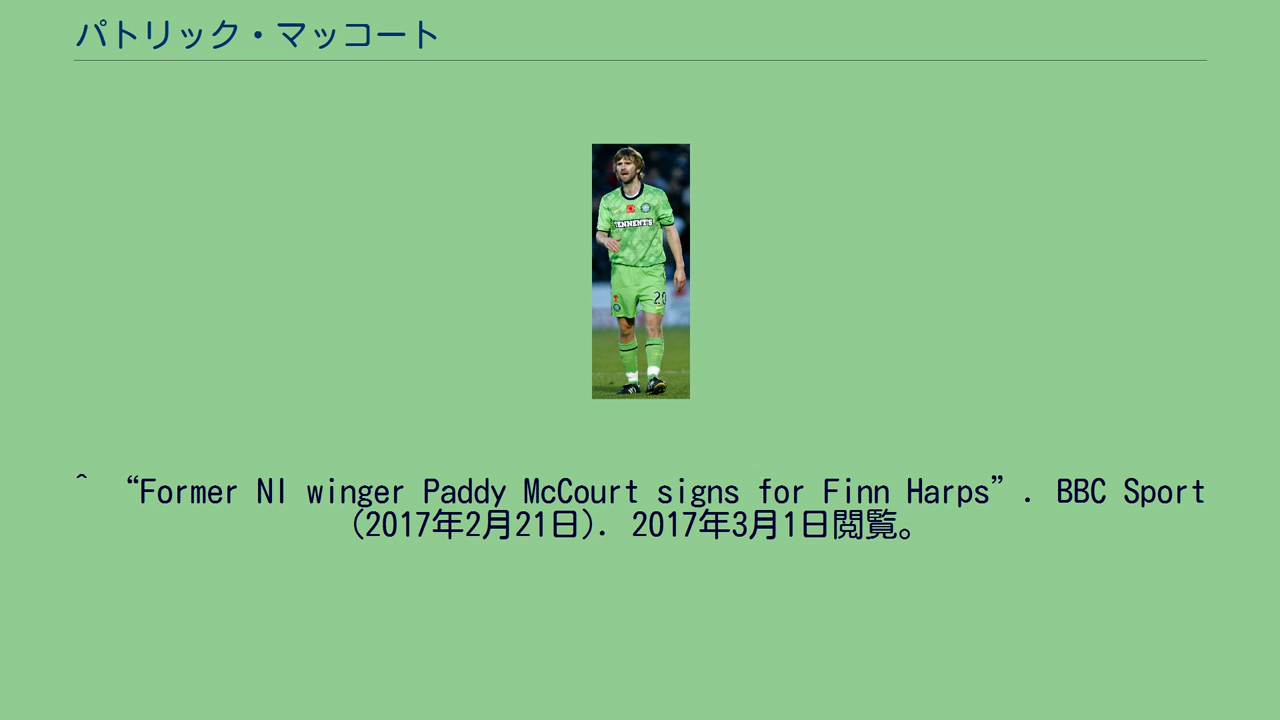 パトリック・マッコート
TENNENT'S
20
^ “Former NI winger Paddy McCourt signs for Finn Harps”. BBC Sport
(2017年2月21日). 2017年3月1日閲覧。